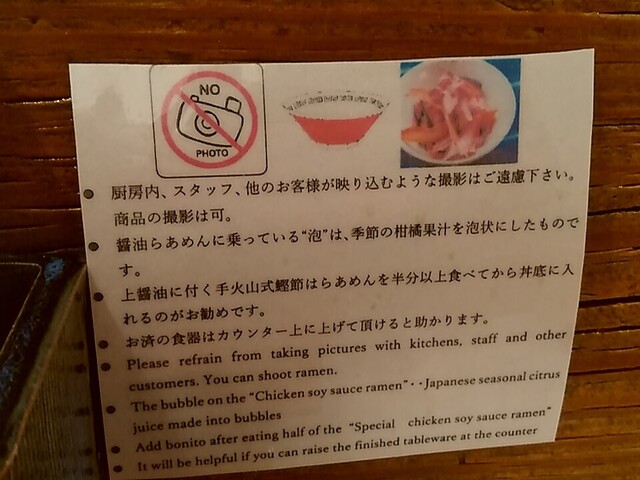 NO
PHOTO
厨房内、スタッフ、他のお客様が映り込むような撮影はご遠慮下さい。
商品の撮影は可。
醤油らあめんに乗っている“泡”は、季節の柑橘果汁を泡状にしたもので
す。
上醤油に付く手火山式鰹節はらあめんを半分以上食べてから丼底に入
れるのがお勧めです。
お済の食器はカウンター上に上げて頂けると助かります。
Please refrain from taking pictures with kitchens, staff and other
customers. You can shoot ramen.
The bubble on the “Chicken soy sauce ramen”・・Japanese seasonal citrus
juice made into bubbles
Add bonito after eating half of the “Special chicken soy sauce ramen”
It will be helpful if you can raise the finished tableware at the counter